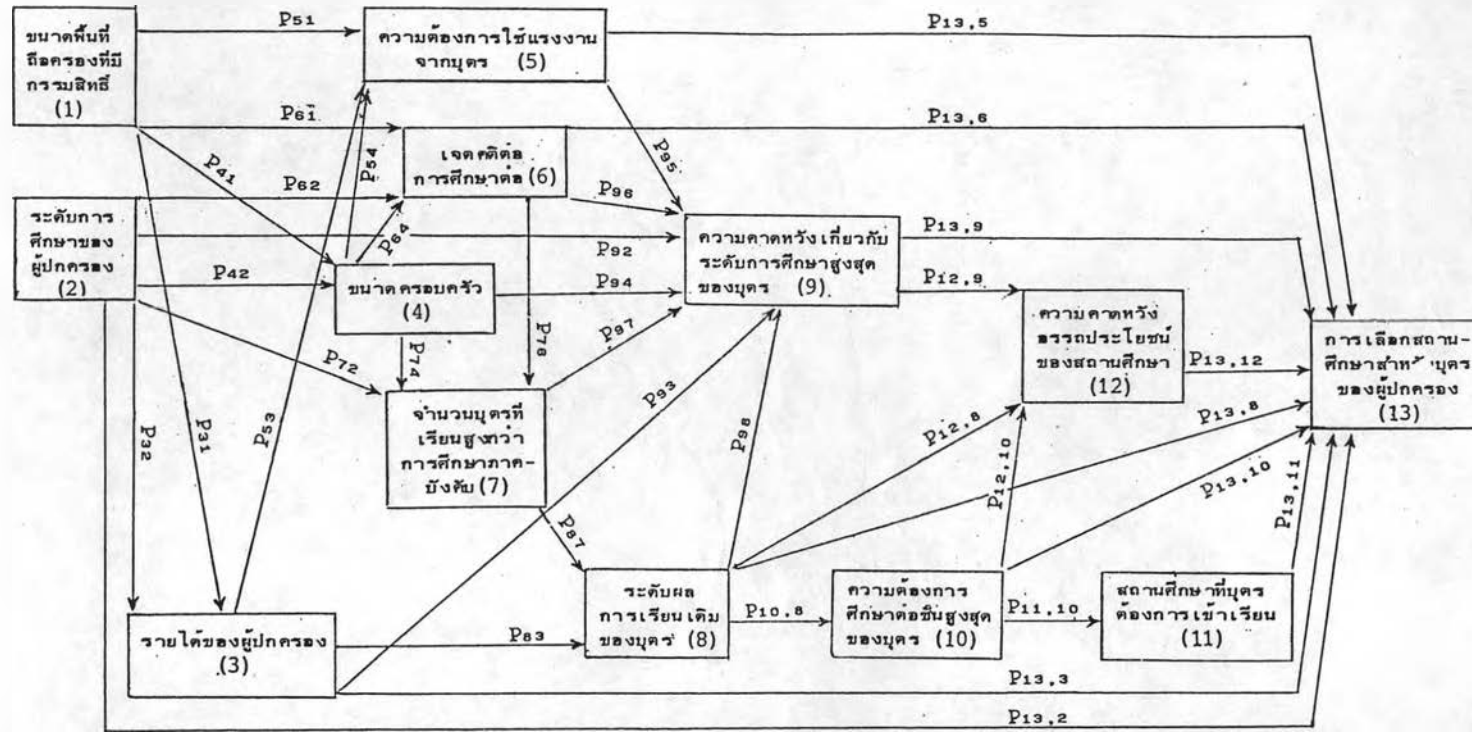 ขนาดพื้นที่
ถือครองที่มี
กรรมสิทธิ์
(1)
P51
ความต้องการใช้แรงงาน
จากบุตร (5)
P13,5
P61
P13,6
P41
P54
เจตคติต่อ
การศึกษาต่อ (6)
P95
P62
P96
ระดับการ
ศึกษาของ
ผู้ปกครอง
(2)
P64
P92
ความคาดหวังเกี่ยวกับ
ระดับการศึกษาสูงสุด
ของบุตร (9)
P13,9
P42
ขนาดครอบครัว
(4)
P94
P12,9
P72
P74
P76
P97
P93
ความคาดหวัง
อรรถประโยชน์
ของสถานศึกษา
(12)
P13,12
การเลือกสถาน-
ศึกษาสำหรับบุตร
ของผู้ปกครอง
(13)
P32
P31
P53
จำนวนบุตรที่
เรียนสูงกว่า
การศึกษาภาค-
บังคับ (7)
P98
P12,8
P13,8
P12,10
P13,10
P13,11
P87
ระดับผล
การเรียนเดิม
ของบุตร (8)
P10,8
ความต้องการ
ศึกษาต่อชั้นสูงสุด
ของบุตร
(10)
P11,10
สถานศึกษาที่บุตร
ต้องการเข้าเรียน
(11)
รายได้ของผู้ปกครอง
(3)
P83
P13,3
P13,2